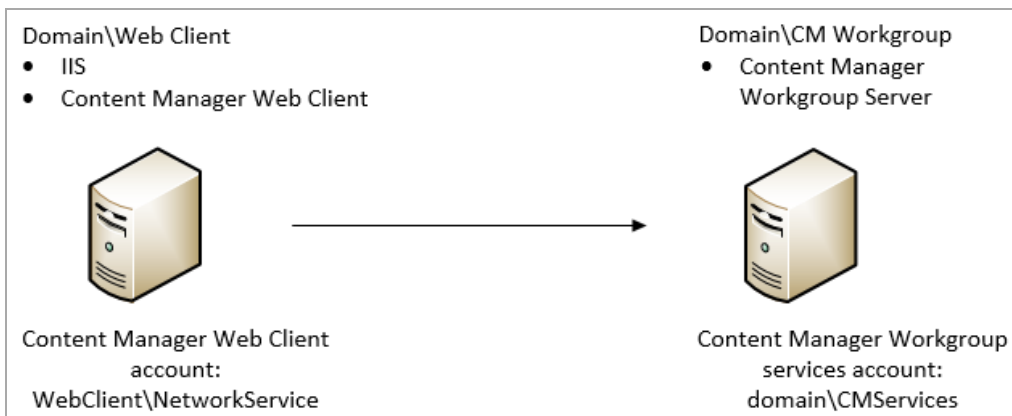 Domain\Web Client
• IIS
• Content Manager Web Client
Domain\CM Workgroup
• Content Manager
Workgroup Server
Content Manager Web Client
account:
WebClient\NetworkService
Content Manager Workgroup
services account:
domain\CMServices